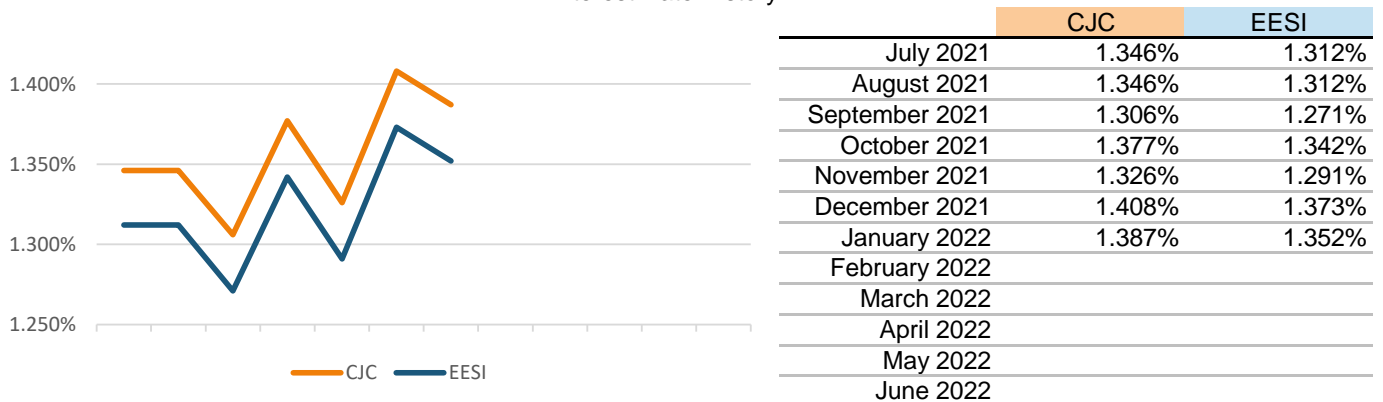 CJC EESI
July 2021 1.346% 1.312%
August 2021 1.346% 1.312%
September 2021 1.306% 1.271%
October 2021 1.377% 1.342%
November 2021 1.326% 1.291%
December 2021 1.408% 1.373%
January 2022 1.387% 1.352%
February 2022
March 2022
April 2022
May 2022
June 2022
1.400%
1.350%
1.300%
1.250%
CJC EESI